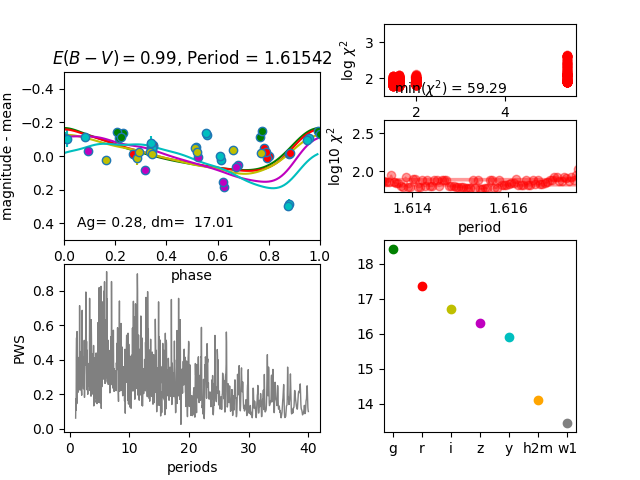 E(B − V) = 0.99, Period = 1.61542
magnitude - mean
−0.4
−0.2
0.0
0.2
0.4
Ag= 0.28, dm=  17.01
0.0 0.2 0.4 0.6 0.8 1.0
phase
log χ²
3
2
min(χ²) = 59.29
2 4
log10 χ²
2.5
2.0
1.614 1.616
period
PWS
0.8
0.6
0.4
0.2
0.0
0 10 20 30 40
periods
18
17
16
15
14
g r i z y h2m w1